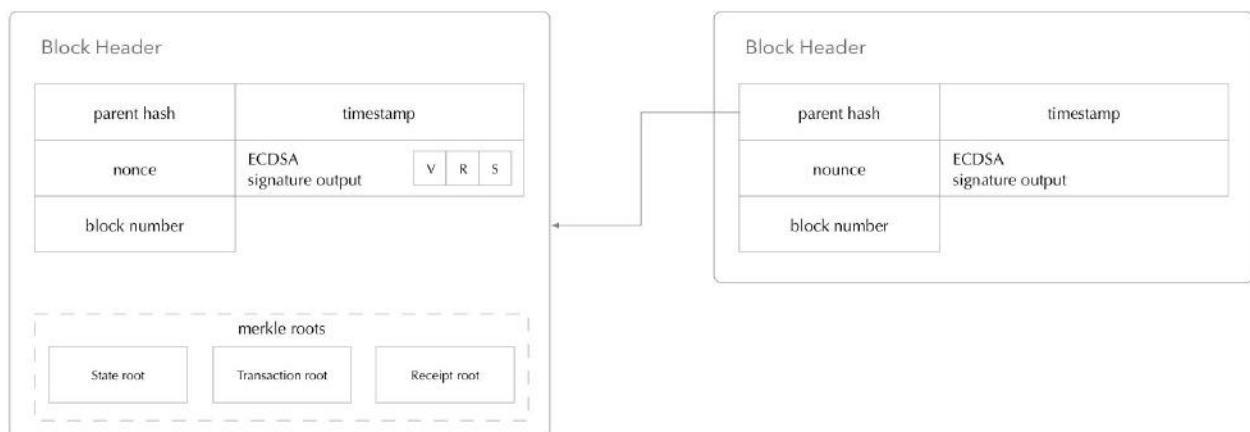 Block Header
parent hash
timestamp
nonce
ECDSA
signature output
V
R
S
block number
merkle roots
State root
Transaction root
Receipt root
Block Header
parent hash
timestamp
nounce
ECDSA
signature output
block number